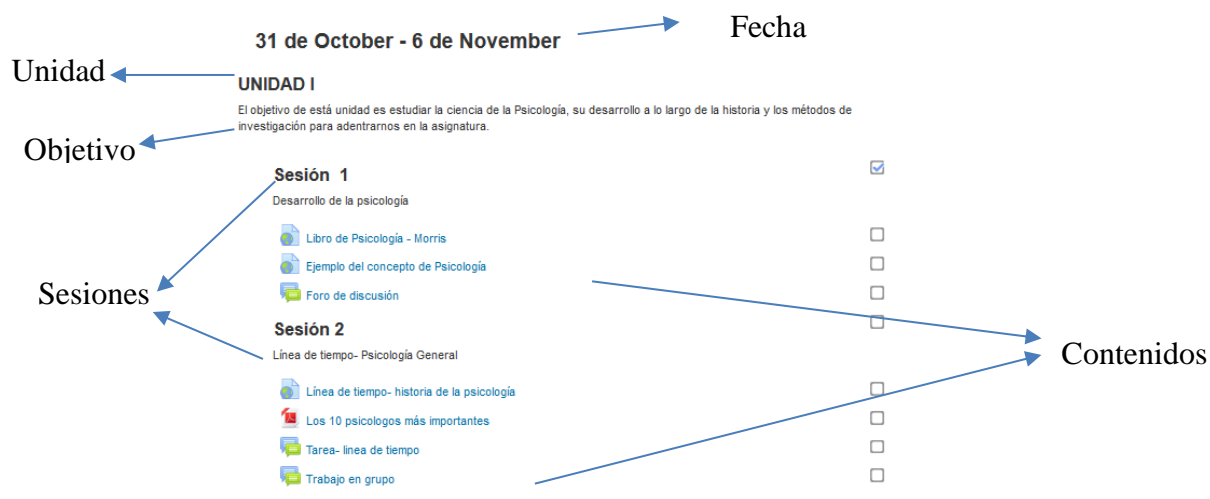 Fecha
31 de October - 6 de November
Unidad
UNIDAD I
El objetivo de está unidad es estudiar la ciencia de la Psicología, su desarrollo a lo largo de la historia y los métodos de
investigación para adentrarnos en la asignatura.
Objetivo
Sesión 1
Desarrollo de la psicología
Libro de Psicología - Morris
Ejemplo del concepto de Psicología
Sesiones
Foro de discusión
Sesión 2
Línea de tiempo- Psicología General
Contenidos
Línea de tiempo- historia de la psicología
Los 10 psicologos más importantes
Tarea- linea de tiempo
Trabajo en grupo